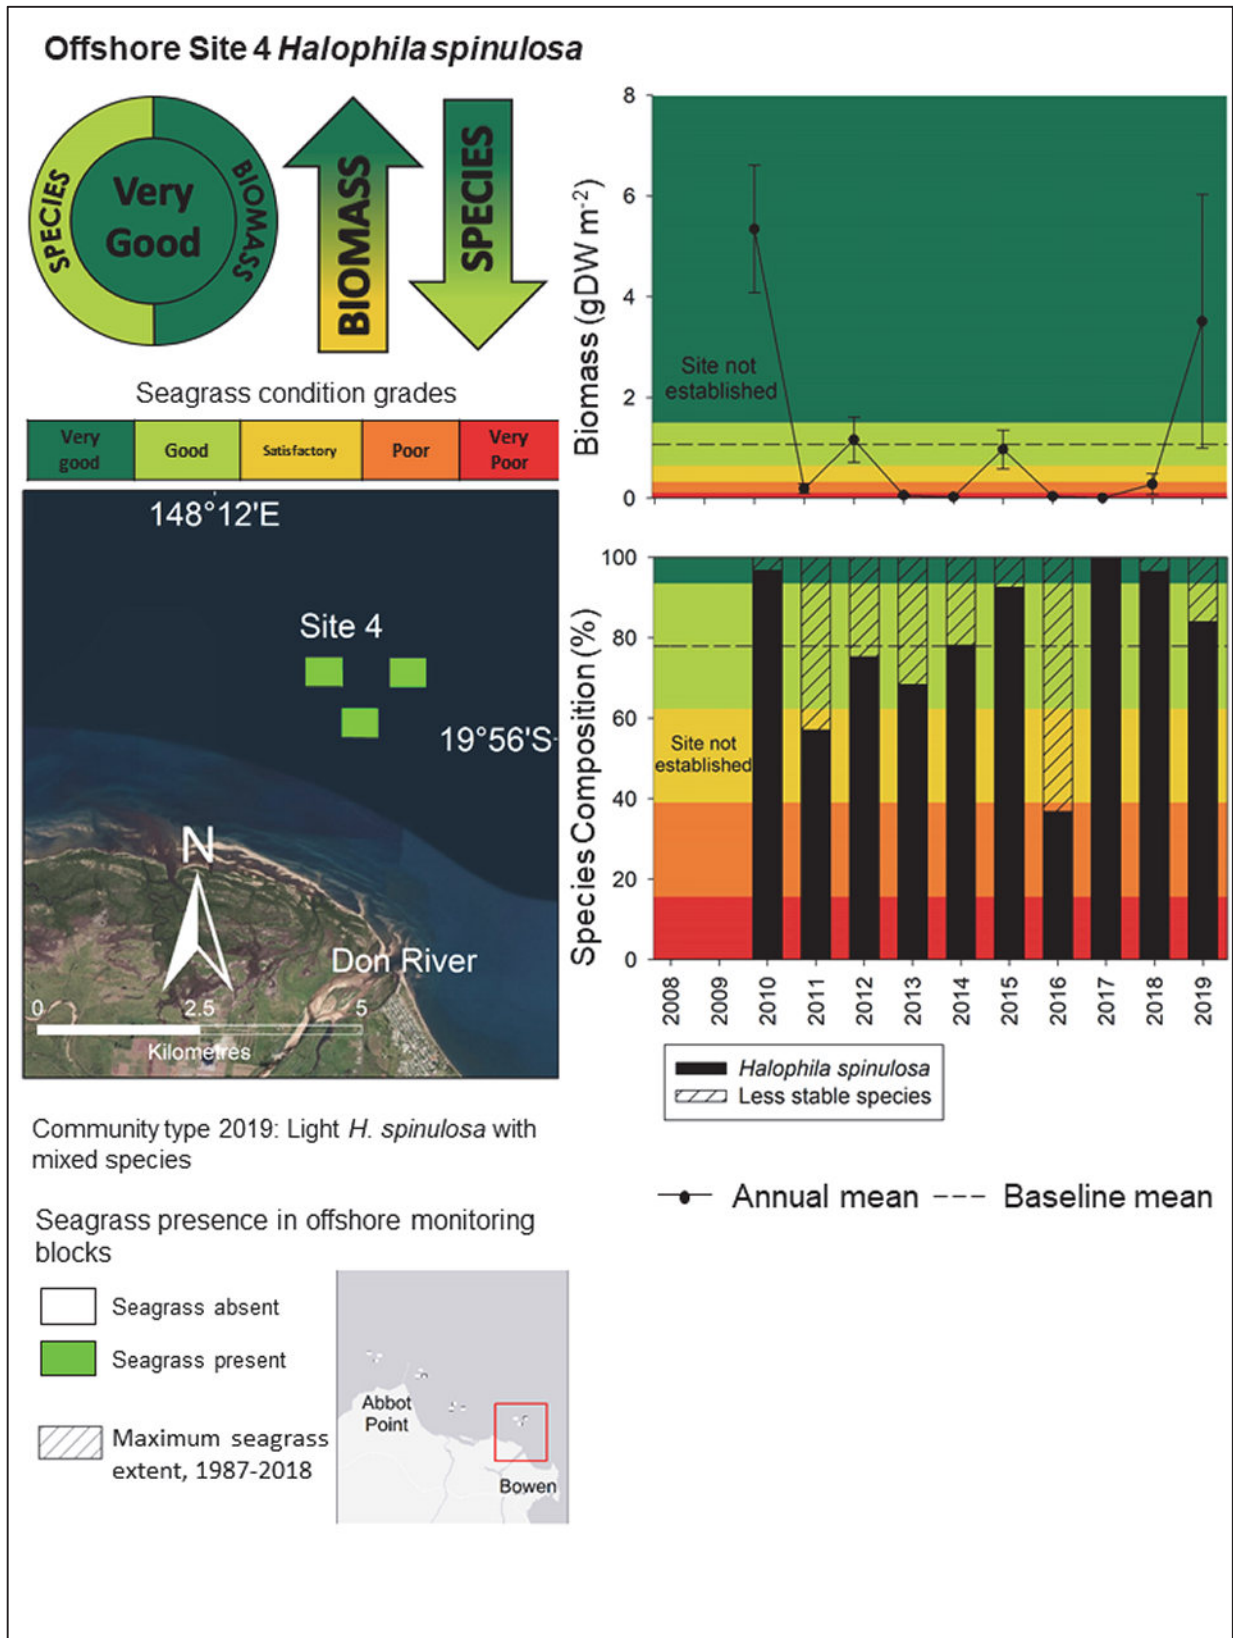 Offshore Site 4 Halophila spinulosa
SPECIES
Very
Good
BIOMASS
BIOMASS
SPECIES
Seagrass condition grades
Very
good
Good
Satisfactory
Poor
Very
Poor
148°12'E
Site 4
19°56'S
N
Don River
0 2.5 5
Kilometres
Community type 2019: Light H. spinulosa with
mixed species
Seagrass presence in offshore monitoring
blocks
Seagrass absent
Seagrass present
Maximum seagrass
extent, 1987-2018
Abbot
Point
Bowen
Biomass (gDW m-2)
8
6
4
2
0
Site not
established
Species Composition (%)
100
80
60
40
20
0
Site not
established
2008 2009 2010 2011 2012 2013 2014 2015 2016 2017 2018 2019
Halophila spinulosa
Less stable species
Annual mean Baseline mean